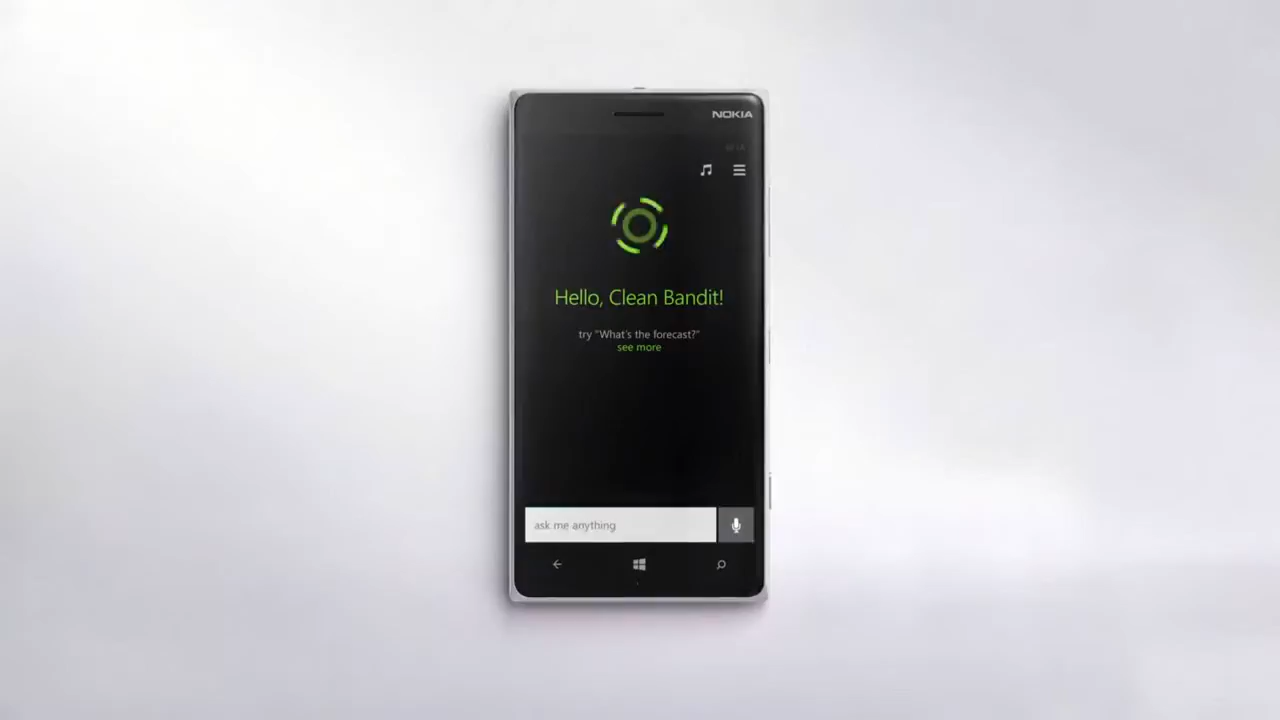 NOKIA
Hello, Clean Bandit!
try "What's the forecast?"
see more
ask me anything